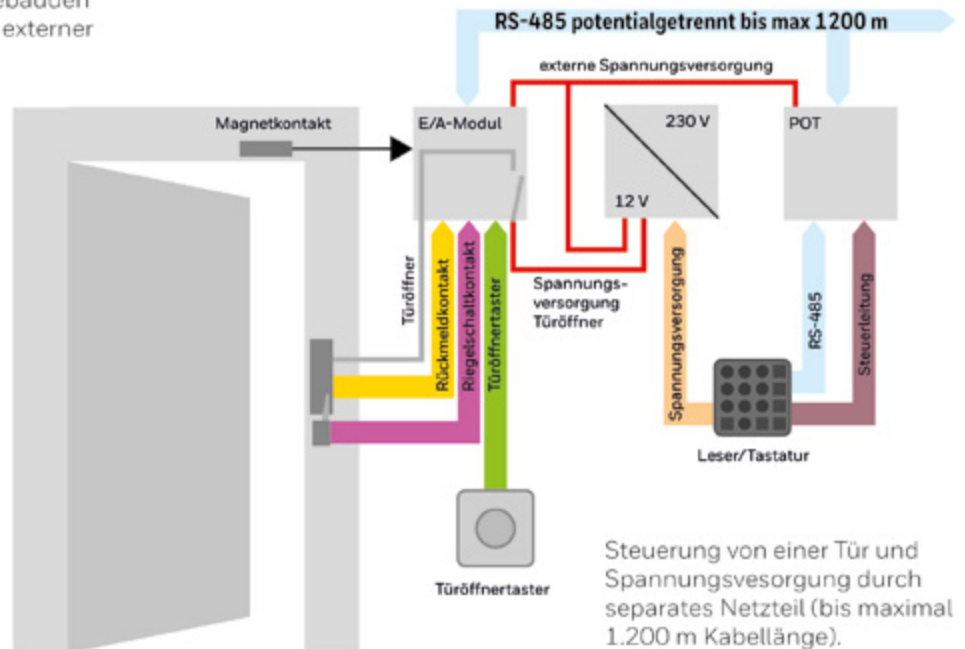 externer
RS-485 potentialgetrennt bis max 1200 m
externe Spannungsversorgung
Magnetkontakt
E/A-Modul
230 V
POT
12 V
Türöffner
Rückmeldkontakt
Riegelschaltkontakt
Türöffnertaster
Spannungs-
versorgung
Türöffner
Spannungsversorgung
RS-485
Steuerleitung
Leser/Tastatur
Türöffnertaster
Steuerung von einer Tür und
Spannungsvesorgung durch
separates Netzteil (bis maximal
1.200 m Kabellänge).